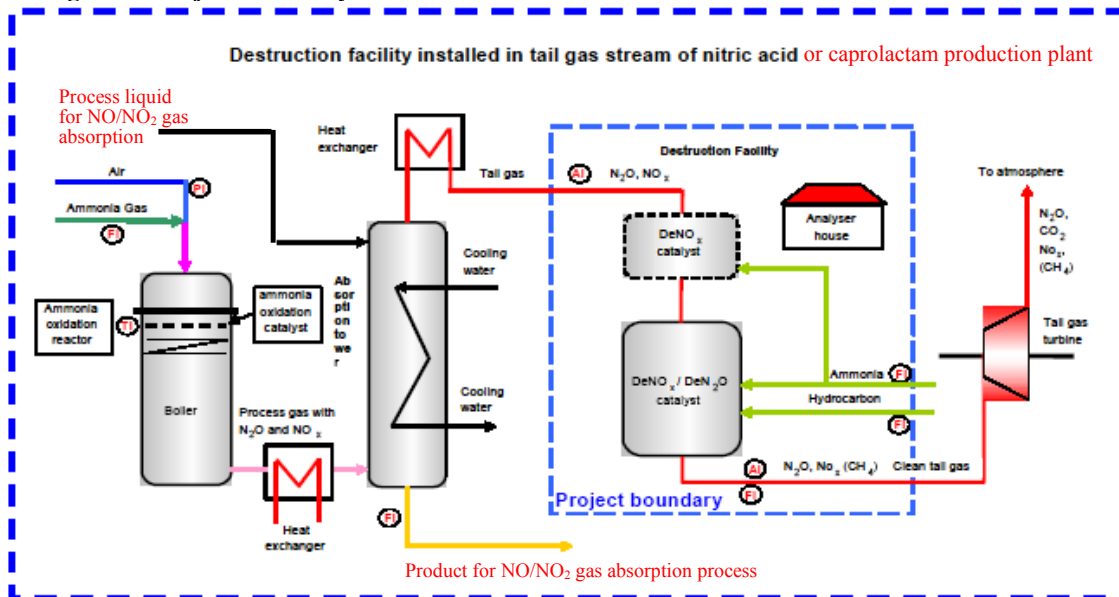 Destruction facility installed in tail gas stream of nitric acid or caprolactam production plant
Process liquid
for NO/NO₂ gas
absorption
Heat
exchanger
Destruction Facility
Air
PI
Tail gas
AI
N₂O, NOₓ
To atmosphere
Ammonia Gas
FI
DeNOₓ
catalyst
Analyser
house
N₂O,
CO₂
Noₓ,
(CH₄)
Cooling
water
Ammonia
oxidation
reactor
TI
ammonia
oxidation
catalyst
Ab
sor
pti
on
to
we
r
Tail gas
turbine
DeNOₓ / DeN₂O
catalyst
Ammonia
FI
Hydrocarbon
FI
Boiler
Cooling
water
Process gas with
N₂O and NOₓ
AI
N₂O, Noₓ (CH₄) Clean tail gas
FI
Project boundary
FI
Heat
exchanger
Product for NO/NO₂ gas absorption process